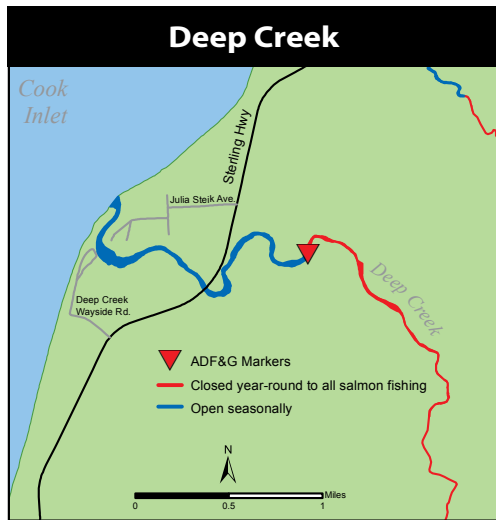 Deep Creek
Cook
Inlet
Sterling Hwy
Julia Steik Ave.
Deep Creek
Deep Creek
Wayside Rd.
ADF&G Markers
Closed year-round to all salmon fishing
Open seasonally
N
Miles
0
0.5
1